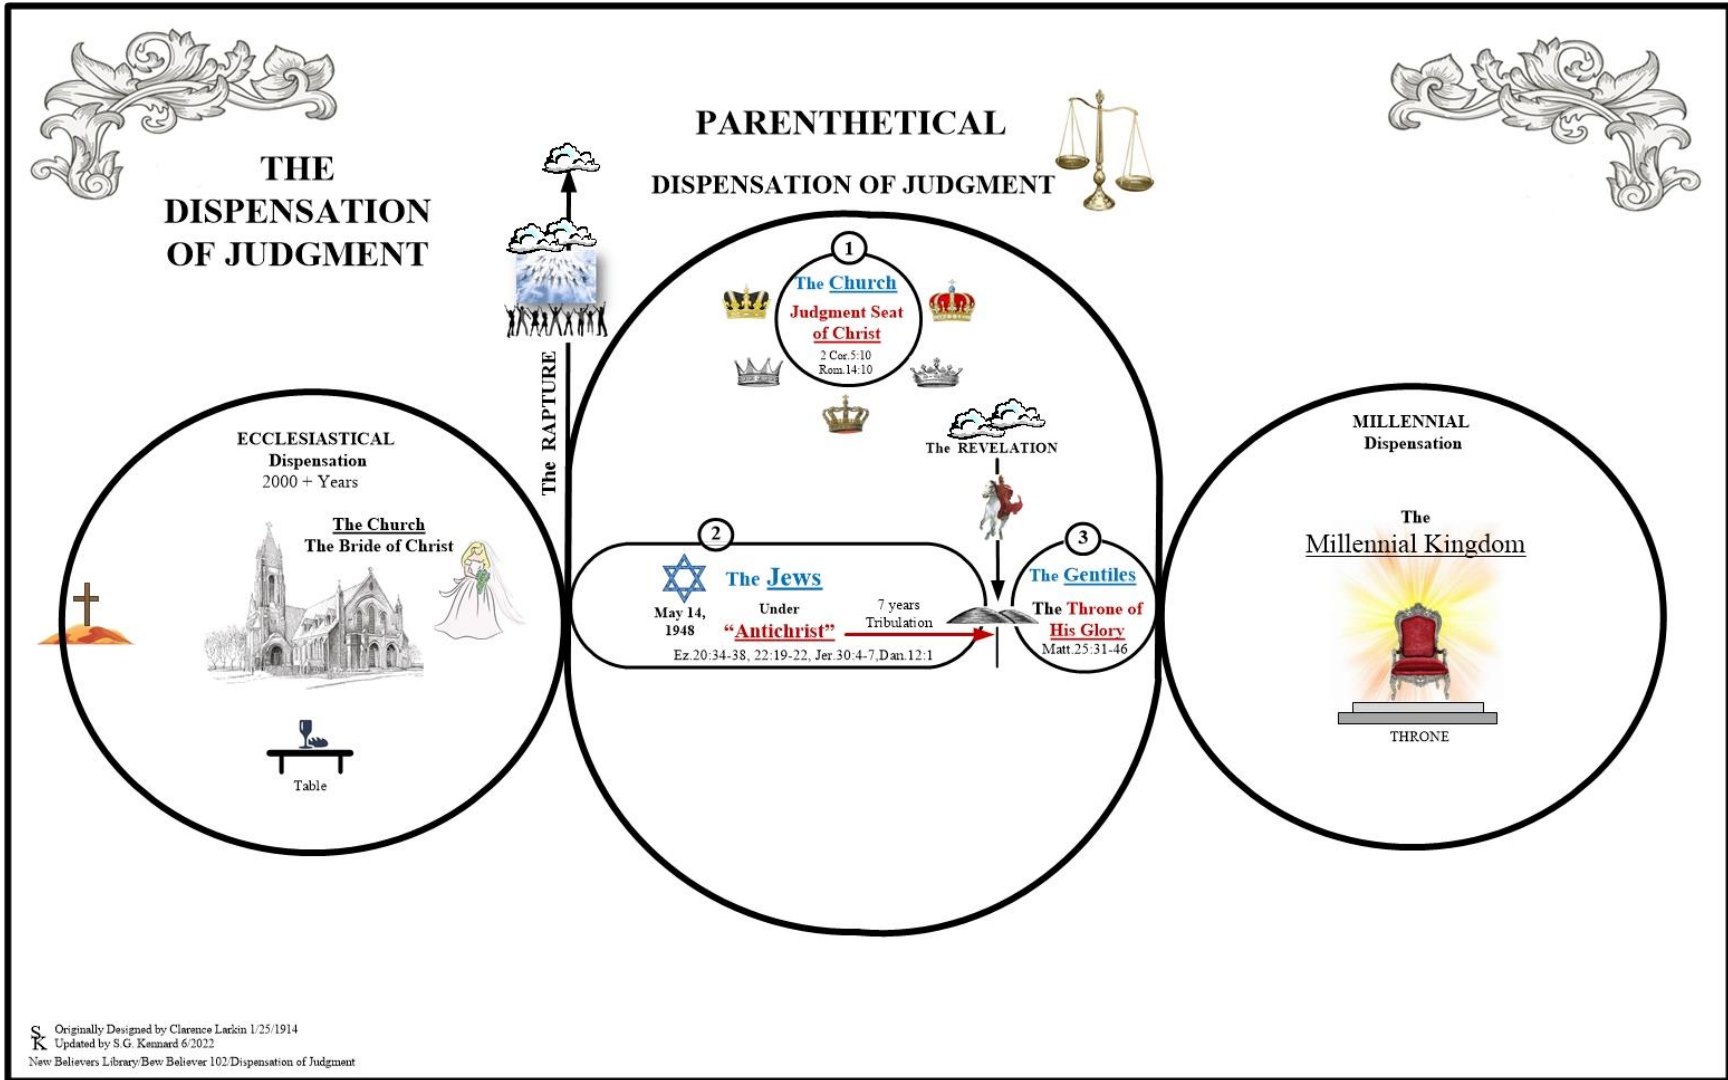 THE
DISPENSATION
OF JUDGMENT
PARENTHETICAL
DISPENSATION OF JUDGMENT
The RAPTURE
1
The Church
Judgment Seat
of Christ
2 Cor.5:10
Rom.14:10
The REVELATION
ECCLESIASTICAL
Dispensation
2000 + Years
The Church
The Bride of Christ
Table
2
The Jews
May 14,
1948
Under
“Antichrist”
7 years
Tribulation
Ez.20:34-38, 22:19-22, Jer.30:4-7,Dan.12:1
3
The Gentiles
The Throne of
His Glory
Matt.25:31-46
MILLENNIAL
Dispensation
The
Millennial Kingdom
THRONE
SK
Originally Designed by Clarence Larkin 1/25/1914
Updated by S.G. Kennard 6/2022
New Believers Library/Bew Believer 102/Dispensation of Judgment